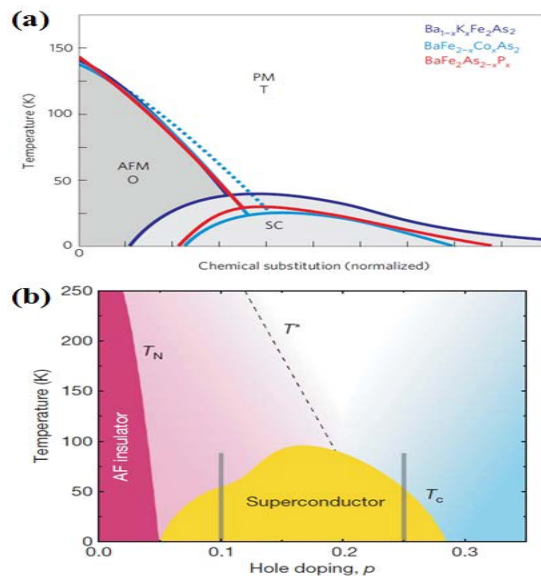 (a)
Ba1−xKxFe2As2
BaFe2−xCoxAs2
BaFe2As2−xPx
150
100
50
0
Temperature (K)
PM
T
AFM
O
SC
0
Chemical substitution (normalized)
(b)
250
200
150
100
50
0
Temperature (K)
TN
T*
AF insulator
Superconductor
Tc
0.0
0.1
0.2
0.3
Hole doping, p